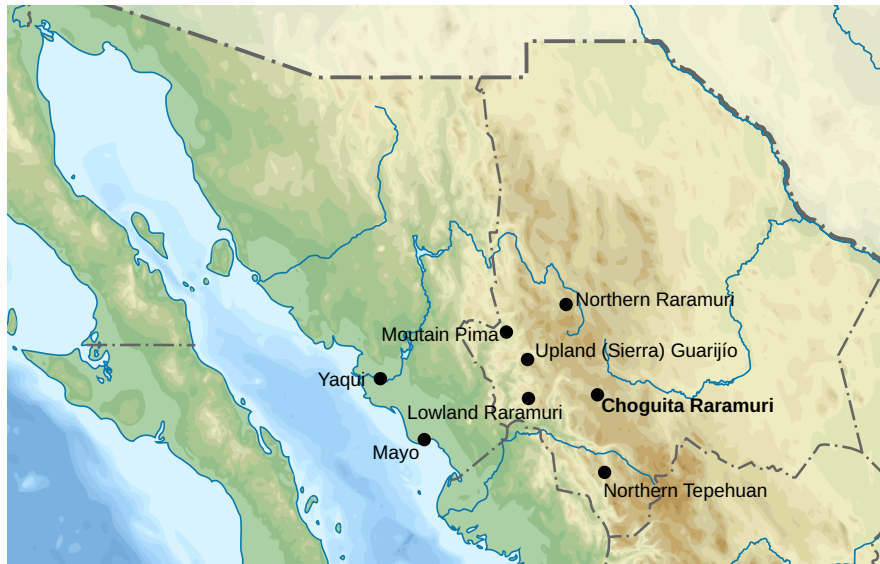 Northern Raramuri
Moutain Pima
Upland (Sierra) Guarijío
Yaqui
Choguita Raramuri
Lowland Raramuri
Mayo
Northern Tepehuan